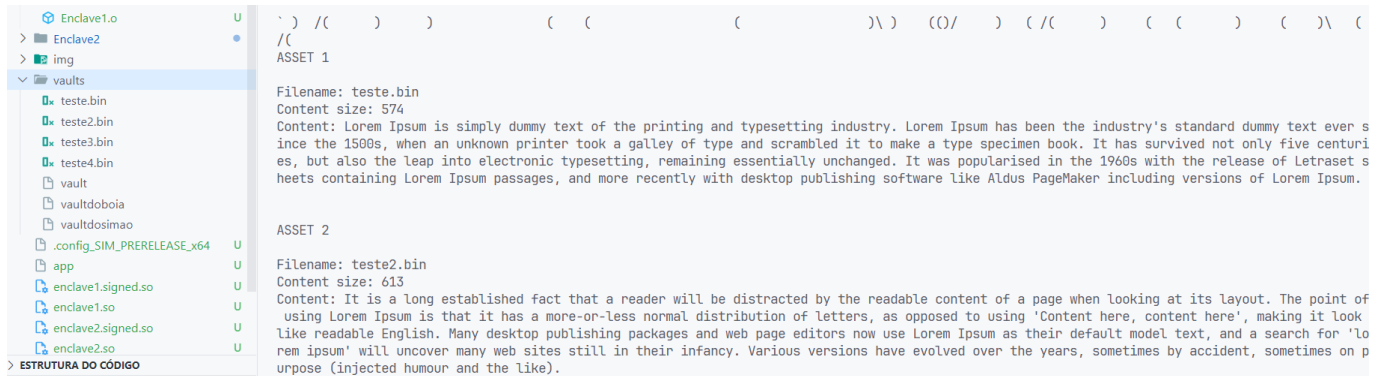 Enclave1.o U
Enclave2
img
vaults
teste.bin
teste2.bin
teste3.bin
teste4.bin
vault
vaultdoboia
vaultdosimao
.config_SIM_PRERELEASE_x64 U
app U
enclave1.signed.so U
enclave1.so U
enclave2.signed.so U
enclave2.so U
ESTRUTURA DO CÓDIGO
` ) /( ) ) ( ( ( )\ ) (()/ ) ( /( ) ( ( ) ( )\ (
/(
ASSET 1
Filename: teste.bin
Content size: 574
Content: Lorem Ipsum is simply dummy text of the printing and typesetting industry. Lorem Ipsum has been the industry's standard dummy text ever s
ince the 1500s, when an unknown printer took a galley of type and scrambled it to make a type specimen book. It has survived not only five centuri
es, but also the leap into electronic typesetting, remaining essentially unchanged. It was popularised in the 1960s with the release of Letraset s
heets containing Lorem Ipsum passages, and more recently with desktop publishing software like Aldus PageMaker including versions of Lorem Ipsum.
ASSET 2
Filename: teste2.bin
Content size: 613
Content: It is a long established fact that a reader will be distracted by the readable content of a page when looking at its layout. The point of
using Lorem Ipsum is that it has a more-or-less normal distribution of letters, as opposed to using 'Content here, content here', making it look
like readable English. Many desktop publishing packages and web page editors now use Lorem Ipsum as their default model text, and a search for 'lo
rem ipsum' will uncover many web sites still in their infancy. Various versions have evolved over the years, sometimes by accident, sometimes on p
urpose (injected humour and the like).